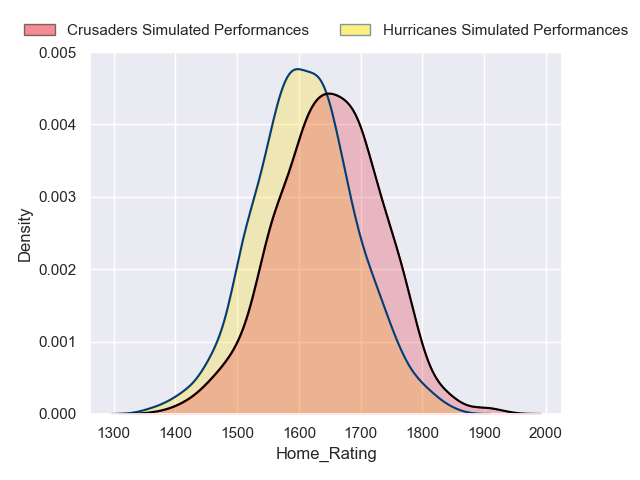 Crusaders Simulated Performances
Hurricanes Simulated Performances
0.005
0.004
0.003
0.002
0.001
0.000
Density
1300 1400 1500 1600 1700 1800 1900 2000
Home_Rating